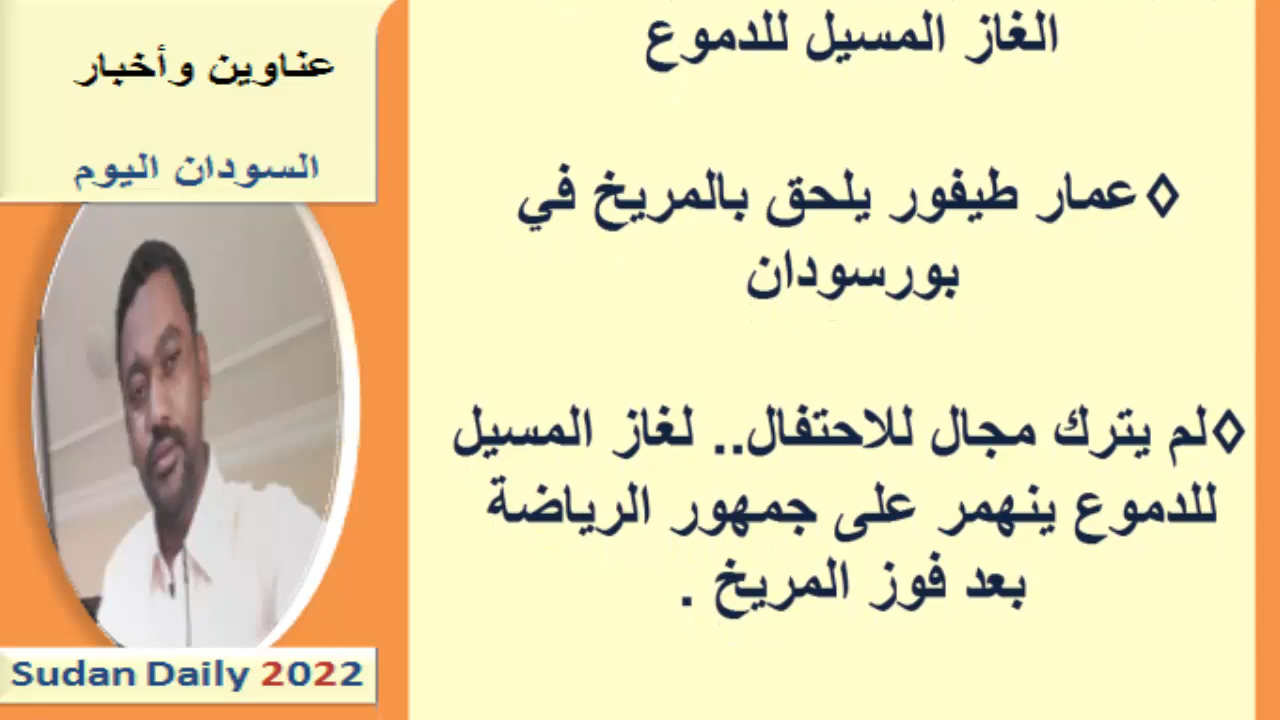 عناوين وأخبار
السودان اليوم
Sudan Daily 2022
الغاز المسيل للدموع
◊عمار طيفور يلحق بالمريخ في
بورسودان
◊لم يترك مجال للاحتفال.. لغاز المسيل
للدموع ينهمر على جمهور الرياضة
بعد فوز المريخ .